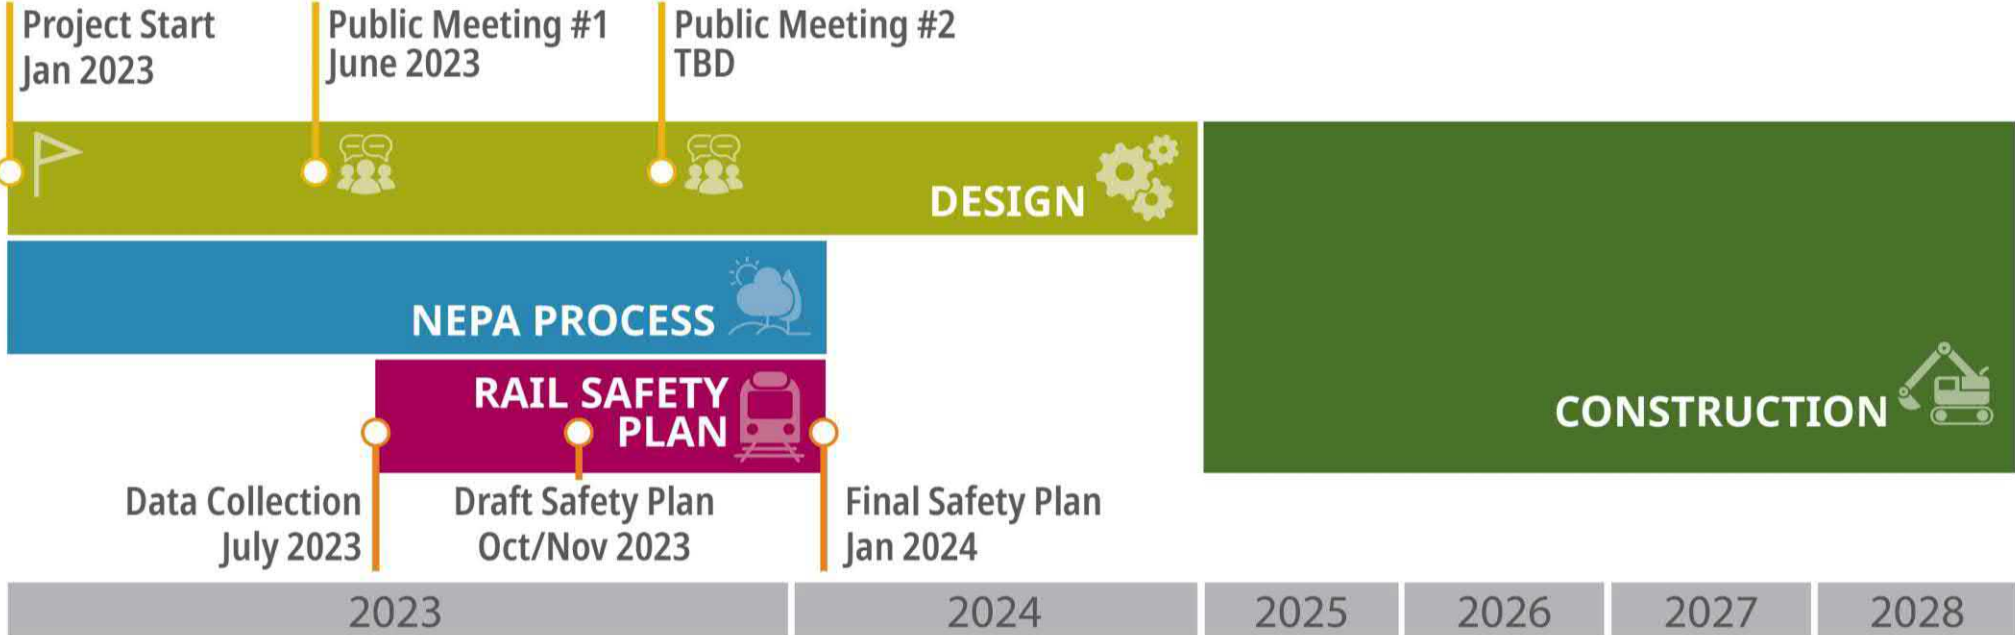 Project Start
Jan 2023
Public Meeting #1
June 2023
Public Meeting #2
TBD
DESIGN
NEPA PROCESS
RAIL SAFETY
PLAN
CONSTRUCTION
Data Collection
July 2023
Draft Safety Plan
Oct/Nov 2023
Final Safety Plan
Jan 2024
2023
2024
2025
2026
2027
2028